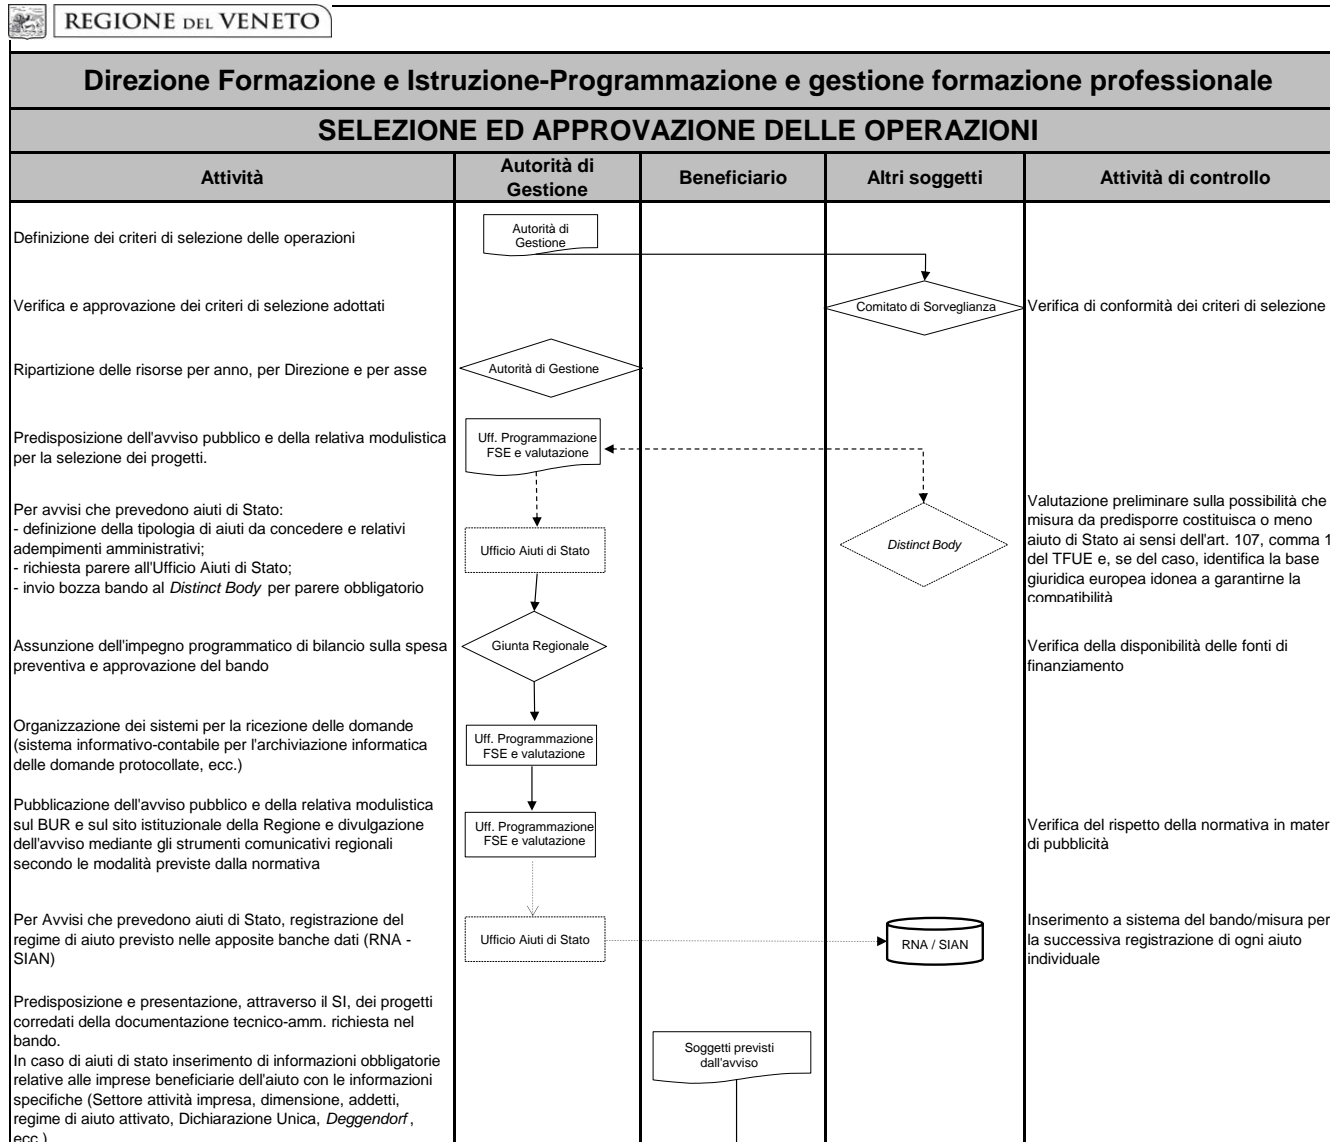 REGIONE DEL VENETO
Direzione Formazione e Istruzione-Programmazione e gestione formazione professionale
SELEZIONE ED APPROVAZIONE DELLE OPERAZIONI
Attività
Autorità di
Gestione
Beneficiario
Altri soggetti
Attività di controllo
Definizione dei criteri di selezione delle operazioni
Autorità di
Gestione
Verifica e approvazione dei criteri di selezione adottati
Comitato di Sorveglianza
Verifica di conformità dei criteri di selezione
Ripartizione delle risorse per anno, per Direzione e per asse
Autorità di Gestione
Predisposizione dell'avviso pubblico e della relativa modulistica
per la selezione dei progetti.
Uff. Programmazione
FSE e valutazione
Per avvisi che prevedono aiuti di Stato:
- definizione della tipologia di aiuti da concedere e relativi
adempimenti amministrativi;
- richiesta parere all'Ufficio Aiuti di Stato;
- invio bozza bando al Distinct Body per parere obbligatorio
Ufficio Aiuti di Stato
Distinct Body
Valutazione preliminare sulla possibilità che
misura da predisporre costituisca o meno
aiuto di Stato ai sensi dell'art. 107, comma 1
del TFUE e, se del caso, identifica la base
giuridica europea idonea a garantirne la
compatibilità
Assunzione dell'impegno programmatico di bilancio sulla spesa
preventiva e approvazione del bando
Giunta Regionale
Verifica della disponibilità delle fonti di
finanziamento
Organizzazione dei sistemi per la ricezione delle domande
(sistema informativo-contabile per l'archiviazione informatica
delle domande protocollate, ecc.)
Uff. Programmazione
FSE e valutazione
Pubblicazione dell'avviso pubblico e della relativa modulistica
sul BUR e sul sito istituzionale della Regione e divulgazione
dell'avviso mediante gli strumenti comunicativi regionali
secondo le modalità previste dalla normativa
Uff. Programmazione
FSE e valutazione
Verifica del rispetto della normativa in mater
di pubblicità
Per Avvisi che prevedono aiuti di Stato, registrazione del
regime di aiuto previsto nelle apposite banche dati (RNA -
SIAN)
Ufficio Aiuti di Stato
RNA / SIAN
Inserimento a sistema del bando/misura per
la successiva registrazione di ogni aiuto
individuale
Predisposizione e presentazione, attraverso il SI, dei progetti
corredati della documentazione tecnico-amm. richiesta nel
bando.
In caso di aiuti di stato inserimento di informazioni obbligatorie
relative alle imprese beneficiarie dell'aiuto con le informazioni
specifiche (Settore attività impresa, dimensione, addetti,
regime di aiuto attivato, Dichiarazione Unica, Deggendorf,
ecc.)
Soggetti previsti
dall'avviso